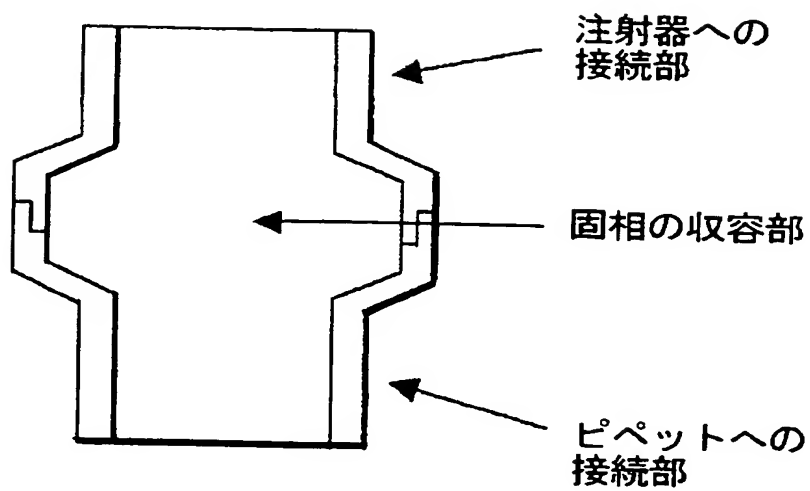 注射器への
接続部
固相の収容部
ピペットへの
接続部